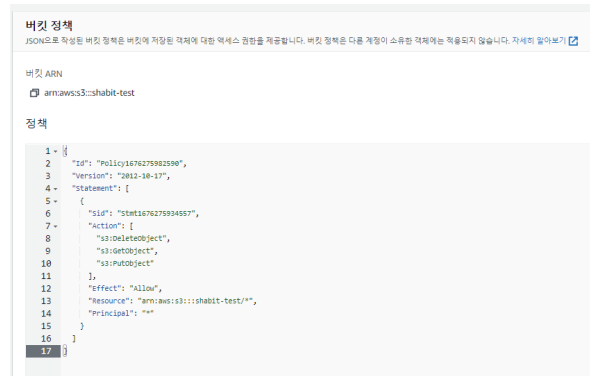 버킷 정책
JSON으로 작성된 버킷 정책은 버킷에 저장된 객체에 대한 액세스 권한을 제공합니다. 버킷 정책은 다른 계정이 소유한 객체에는 적용되지 않습니다. 자세히 알아보기
버킷 ARN
arn:aws:s3:::shabit-test
정책
1 {
2 "Id": "Policy1676275982590",
3 "Version": "2012-10-17",
4 "Statement": [
5 {
6 "Sid": "Stmt1676275934557",
7 "Action": [
8 "s3:DeleteObject",
9 "s3:GetObject",
10 "s3:PutObject"
11 ],
12 "Effect": "Allow",
13 "Resource": "arn:aws:s3:::shabit-test/*",
14 "Principal": "*"
15 }
16 ]
17 }